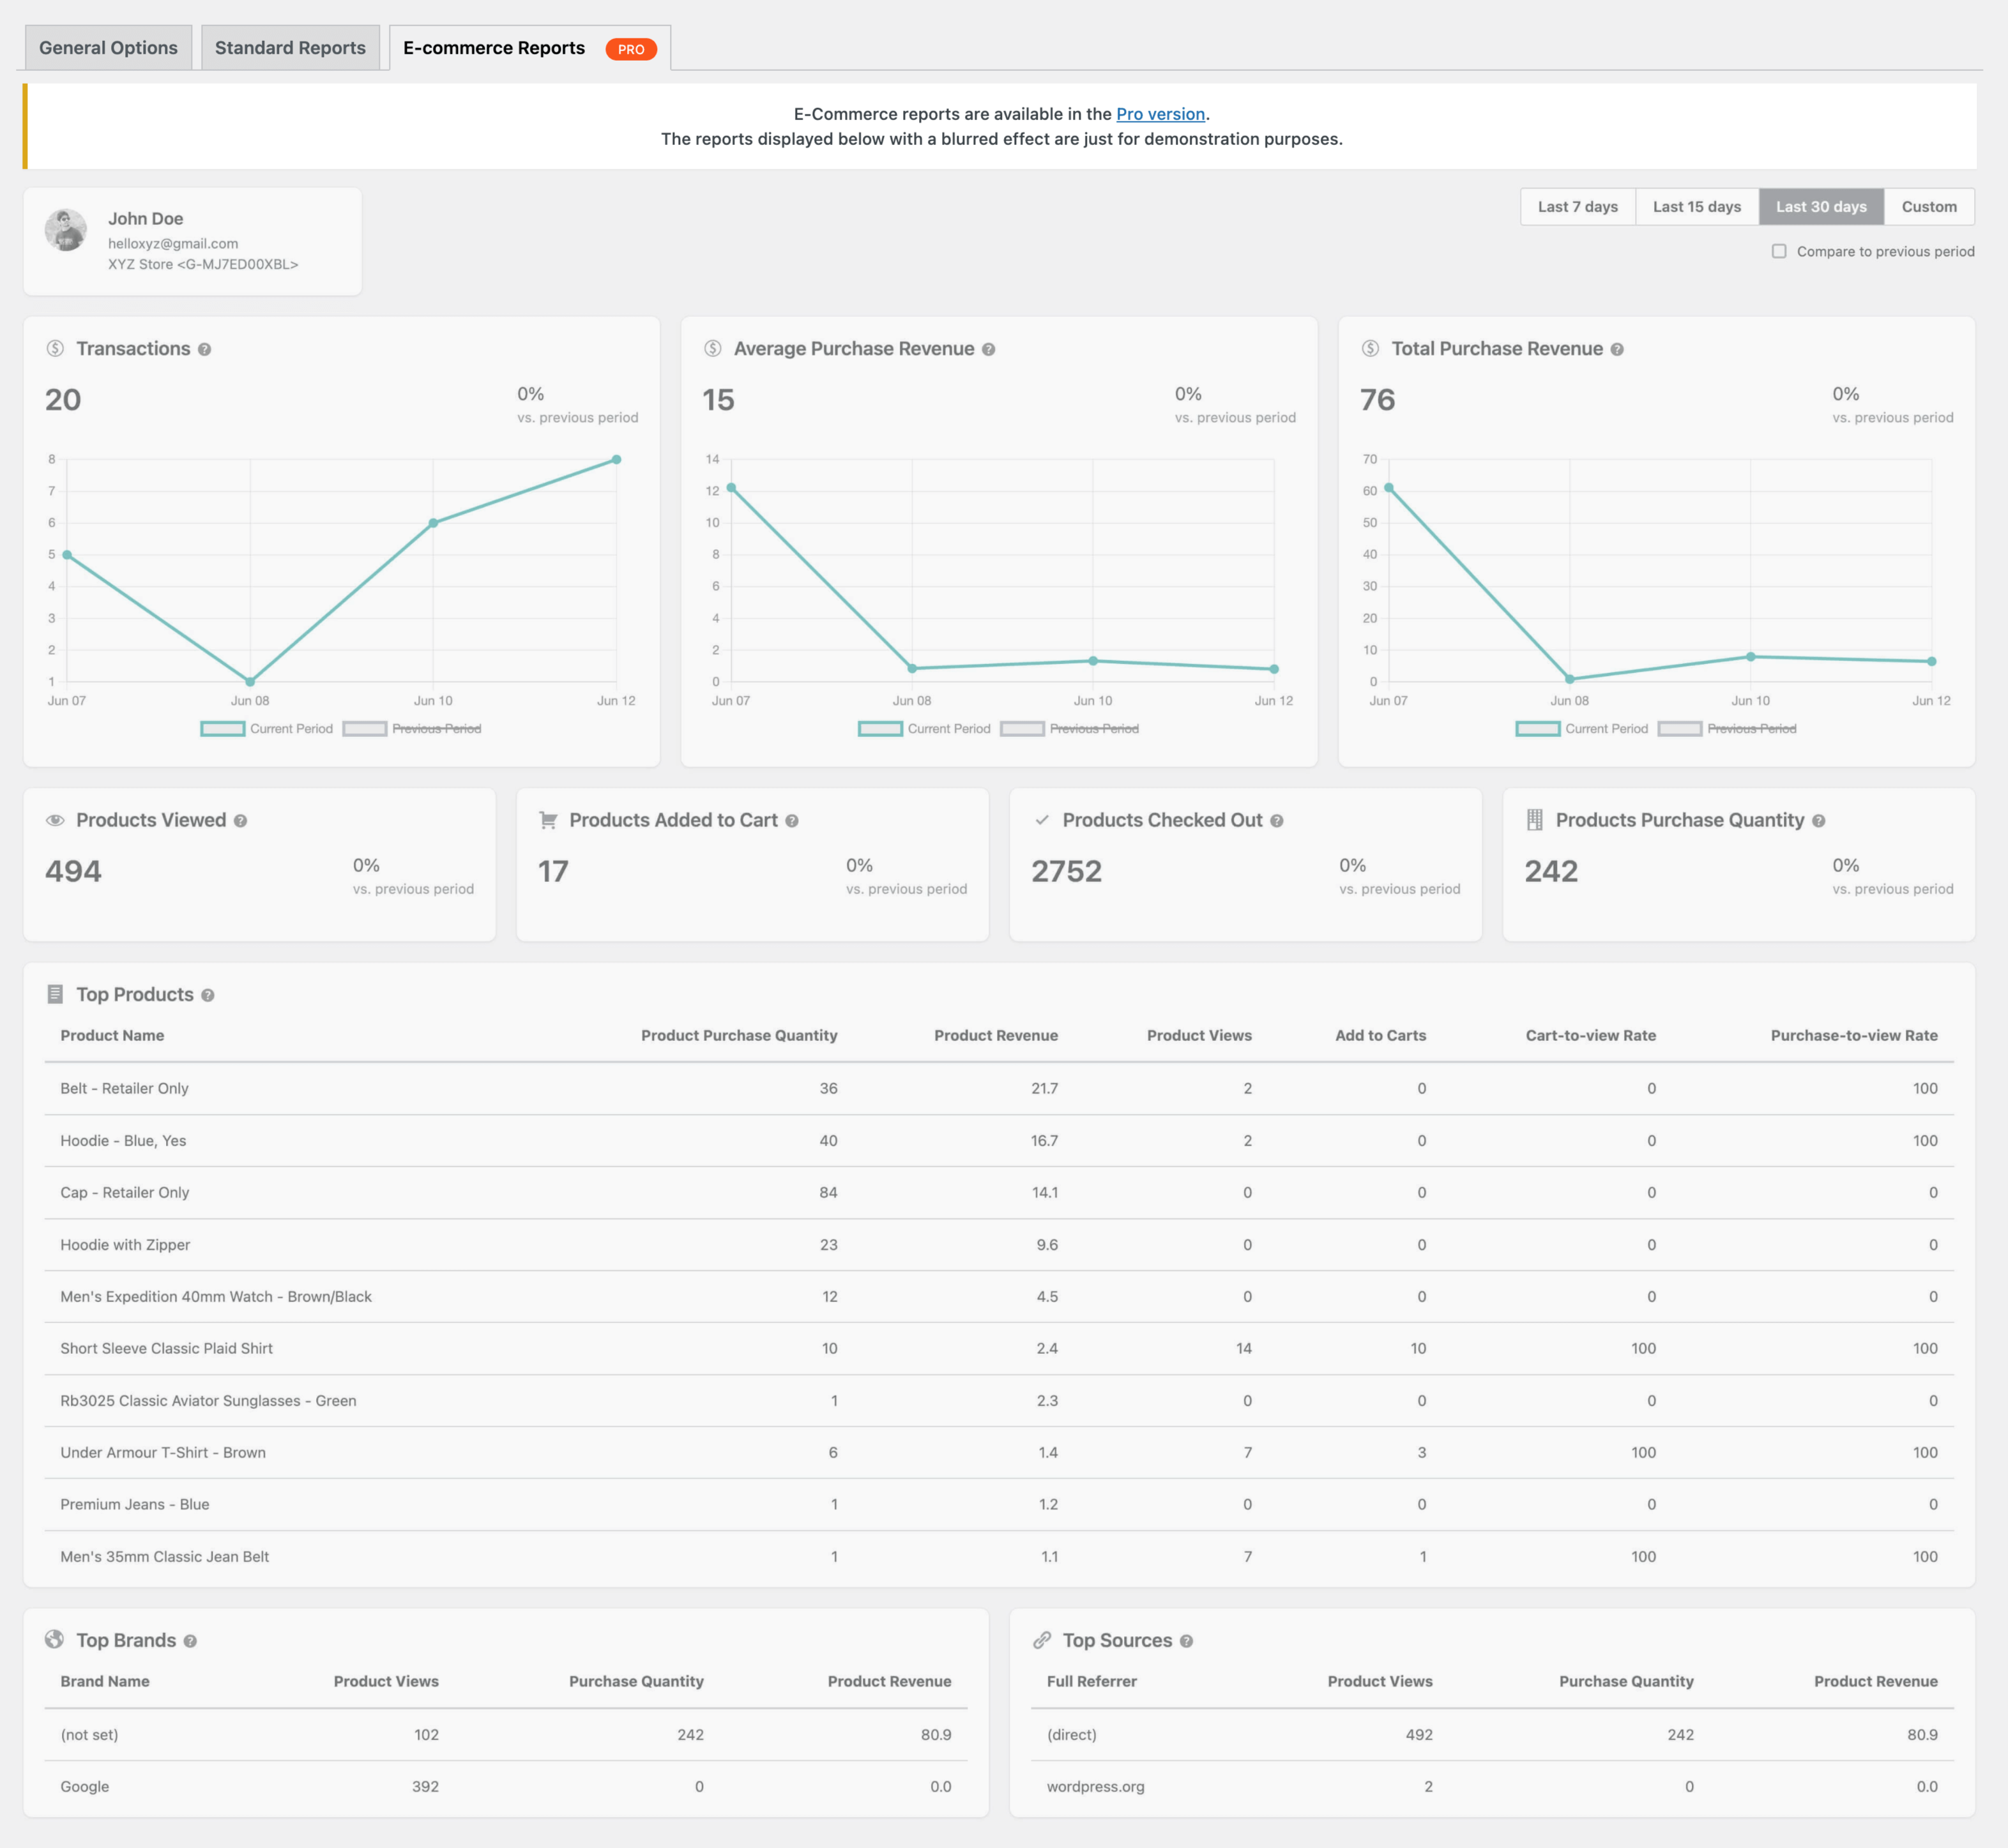 General Options
Standard Reports
E-commerce Reports PRO
E-Commerce reports are available in the Pro version.
The reports displayed below with a blurred effect are just for demonstration purposes.
John Doe
helloxyz@gmail.com
XYZ Store <G-MJ7ED00XBL>
Last 7 days
Last 15 days
Last 30 days
Custom
Compare to previous period
Transactions
20
0%
vs. previous period
8
7
6
5
4
3
2
1
Jun 07 Jun 08 Jun 10 Jun 12
Current Period Previous Period
Average Purchase Revenue
15
0%
vs. previous period
14
12
10
8
6
4
2
0
Jun 07 Jun 08 Jun 10 Jun 12
Current Period Previous Period
Total Purchase Revenue
76
0%
vs. previous period
70
60
50
40
30
20
10
0
Jun 07 Jun 08 Jun 10 Jun 12
Current Period Previous Period
Products Viewed
494
0%
vs. previous period
Products Added to Cart
17
0%
vs. previous period
Products Checked Out
2752
0%
vs. previous period
Products Purchase Quantity
242
0%
vs. previous period
Top Products
Product Name Product Purchase Quantity Product Revenue Product Views Add to Carts Cart-to-view Rate Purchase-to-view Rate
Belt - Retailer Only 36 21.7 2 0 0 100
Hoodie - Blue, Yes 40 16.7 2 0 0 100
Cap - Retailer Only 84 14.1 0 0 0 0
Hoodie with Zipper 23 9.6 0 0 0 0
Men's Expedition 40mm Watch - Brown/Black 12 4.5 0 0 0 0
Short Sleeve Classic Plaid Shirt 10 2.4 14 10 100 100
Rb3025 Classic Aviator Sunglasses - Green 1 2.3 0 0 0 0
Under Armour T-Shirt - Brown 6 1.4 7 3 100 100
Premium Jeans - Blue 1 1.2 0 0 0 0
Men's 35mm Classic Jean Belt 1 1.1 7 1 100 100
Top Brands
Brand Name Product Views Purchase Quantity Product Revenue
(not set) 102 242 80.9
Google 392 0 0.0
Top Sources
Full Referrer Product Views Purchase Quantity Product Revenue
(direct) 492 242 80.9
wordpress.org 2 0 0.0